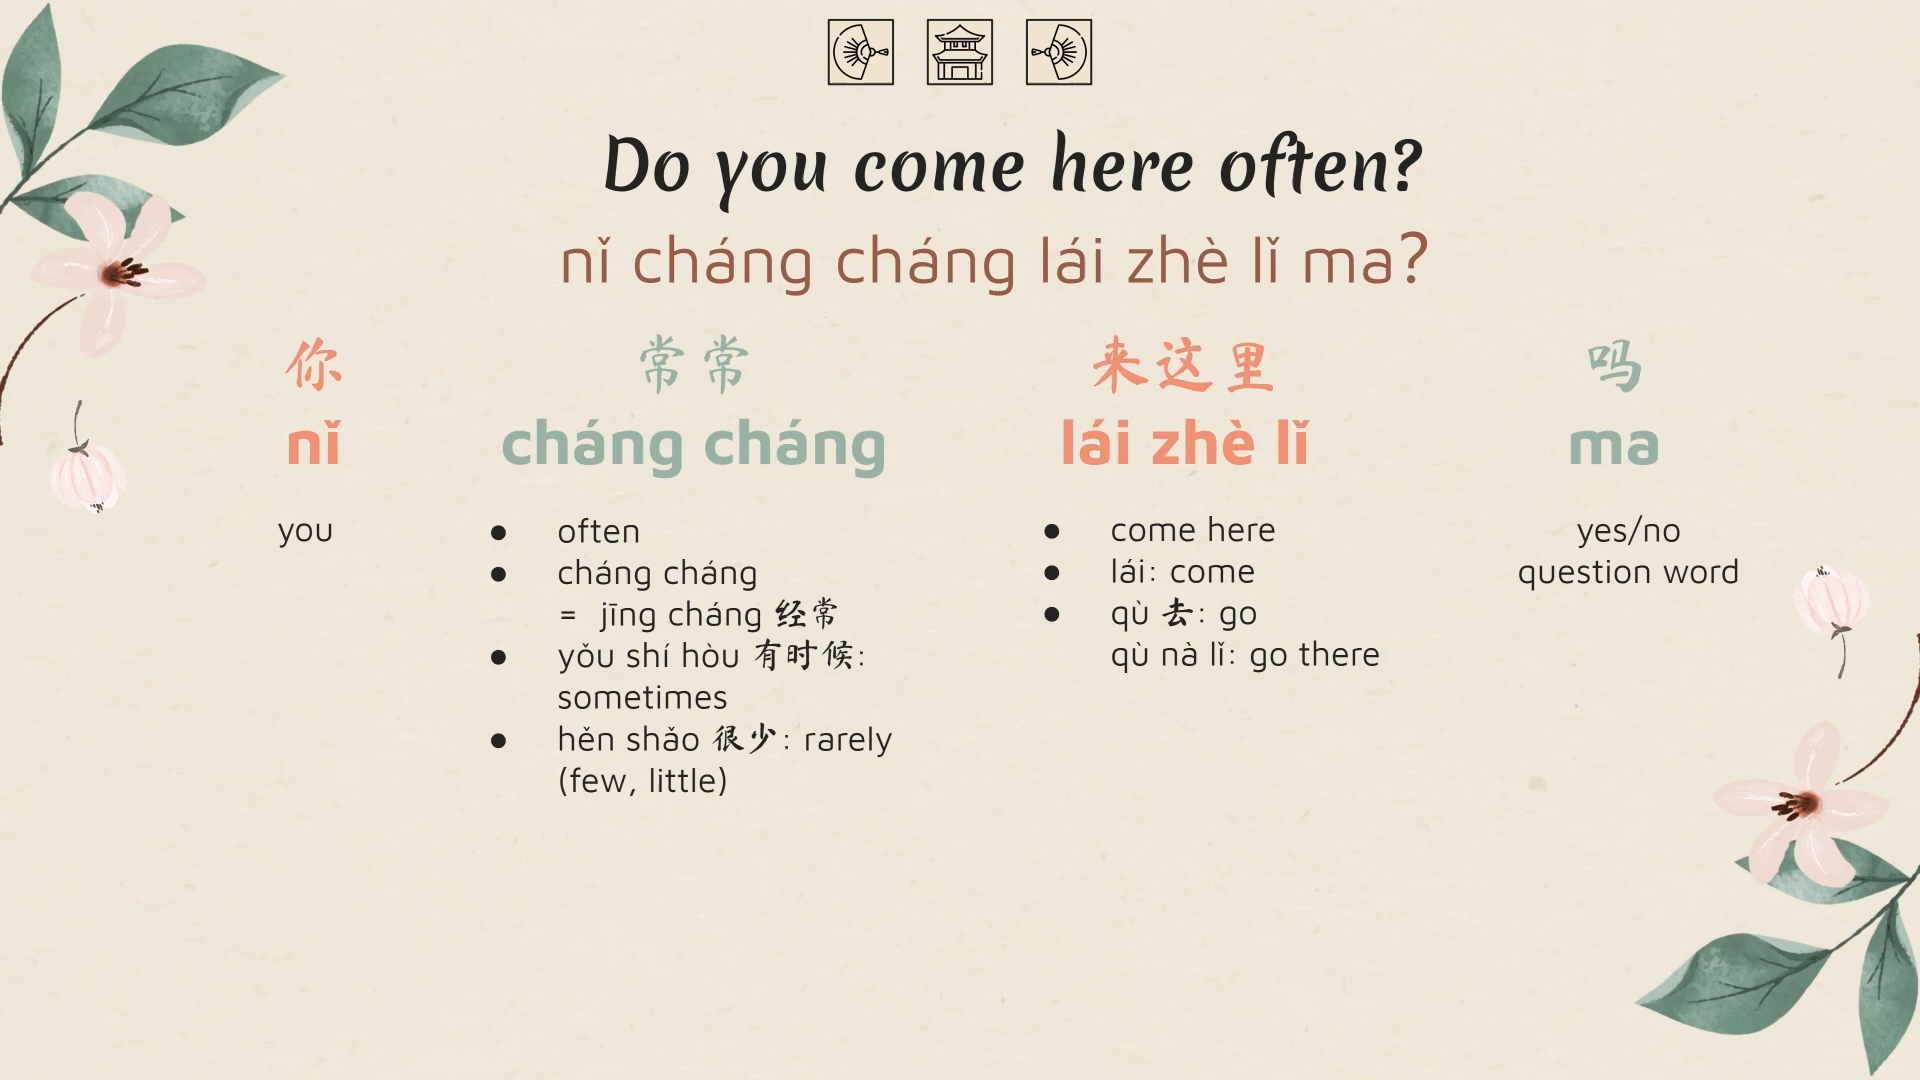 Do you come here often?
nǐ cháng cháng lái zhè lǐ ma?
你
nǐ
you
常常
cháng cháng
● often
● cháng cháng
= jīng cháng 经常
● yǒu shí hòu 有时候:
sometimes
● hěn shǎo 很少: rarely
(few, little)
来这里
lái zhè lǐ
● come here
● lái: come
● qù 去: go
qù nà lǐ: go there
吗
ma
yes/no
question word